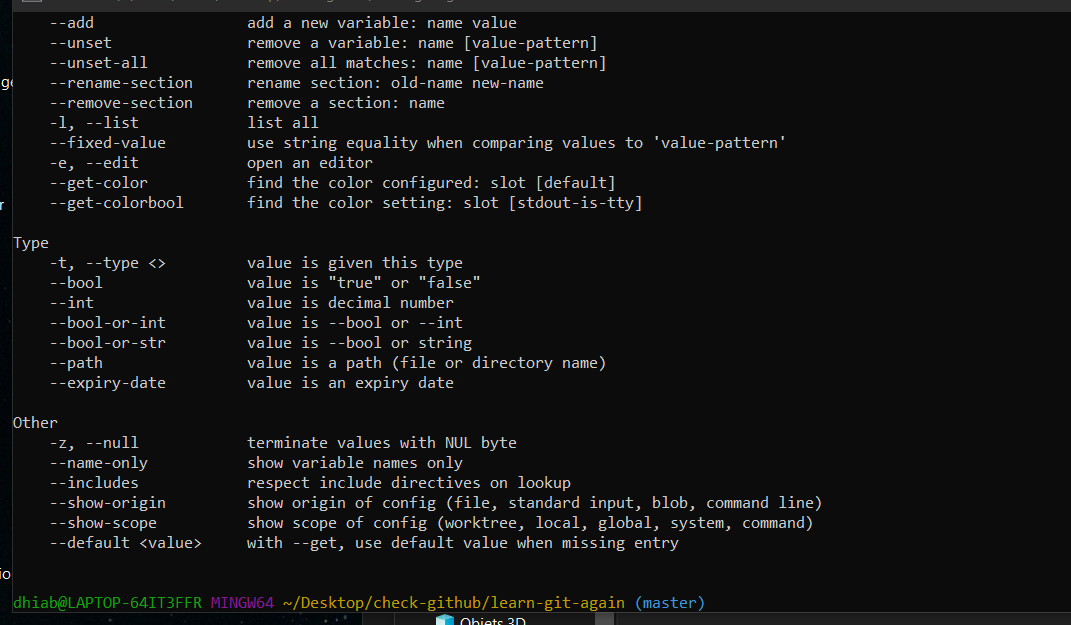 --add add a new variable: name value
--unset remove a variable: name [value-pattern]
--unset-all remove all matches: name [value-pattern]
--rename-section rename section: old-name new-name
--remove-section remove a section: name
-l, --list list all
--fixed-value use string equality when comparing values to 'value-pattern'
-e, --edit open an editor
--get-color find the color configured: slot [default]
--get-colorbool find the color setting: slot [stdout-is-tty]
Type
-t, --type <> value is given this type
--bool value is "true" or "false"
--int value is decimal number
--bool-or-int value is --bool or --int
--bool-or-str value is --bool or string
--path value is a path (file or directory name)
--expiry-date value is an expiry date
Other
-z, --null terminate values with NUL byte
--name-only show variable names only
--includes respect include directives on lookup
--show-origin show origin of config (file, standard input, blob, command line)
--show-scope show scope of config (worktree, local, global, system, command)
--default <value> with --get, use default value when missing entry
dhiab@LAPTOP-64IT3FFR MINGW64 ~/Desktop/check-github/learn-git-again (master)
Objets 3D